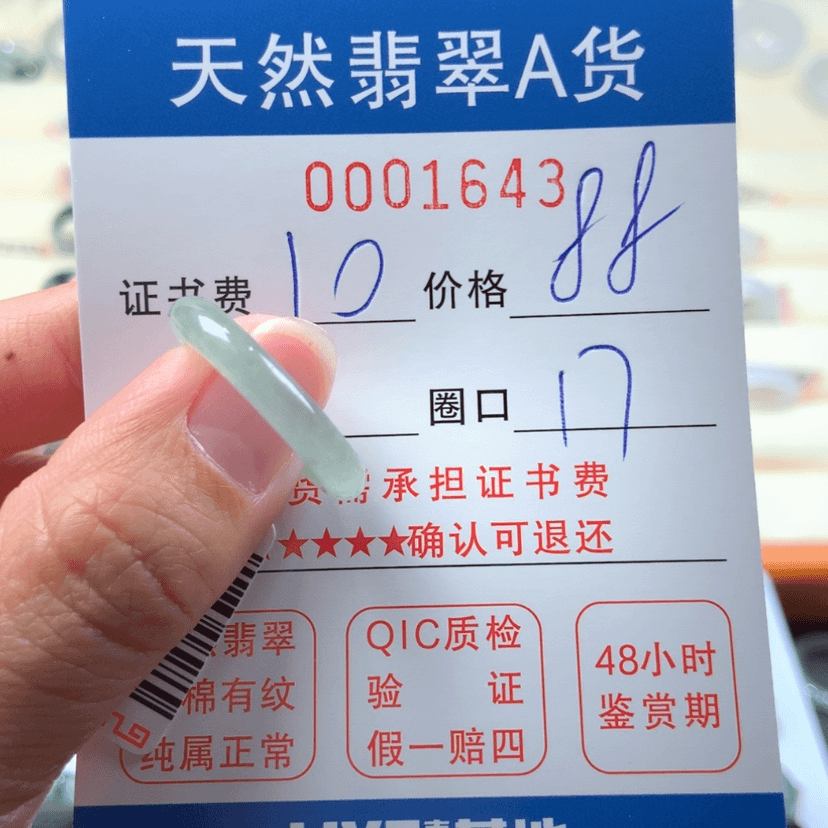 天然翡翠A货
0001643
证书费 10 价格 88
圈口 17
货需承担证书费
★★★★确认可退还
翡翠 QIC质检 48小时
棉有纹 验证 鉴赏期
纯属正常 假一赔四